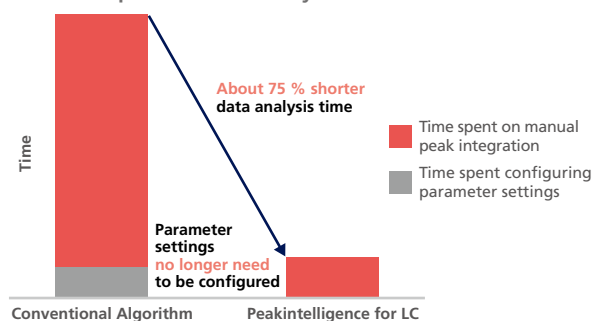 About 75 % shorter
data analysis time
Time
Time spent on manual
peak integration
Time spent configuring
parameter settings
Parameter
settings
no longer need
to be configured
Conventional Algorithm
Peakintelligence for LC